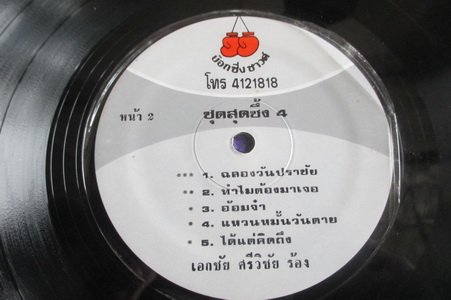 บ๊อกซิ่งซาวด์
โทร 4121818
หน้า 2
ชุดสุดซึ้ง 4
••• 1. ฉลองวันปราชัย
•• 2. ทำไมต้องมาเจอ
• 3. อ้อมจ๋า
• 4. แหวนหมั้นวันตาย
• 5. ได้แต่คิดถึง
เอกชัย ศรีวิชัย ร้อง